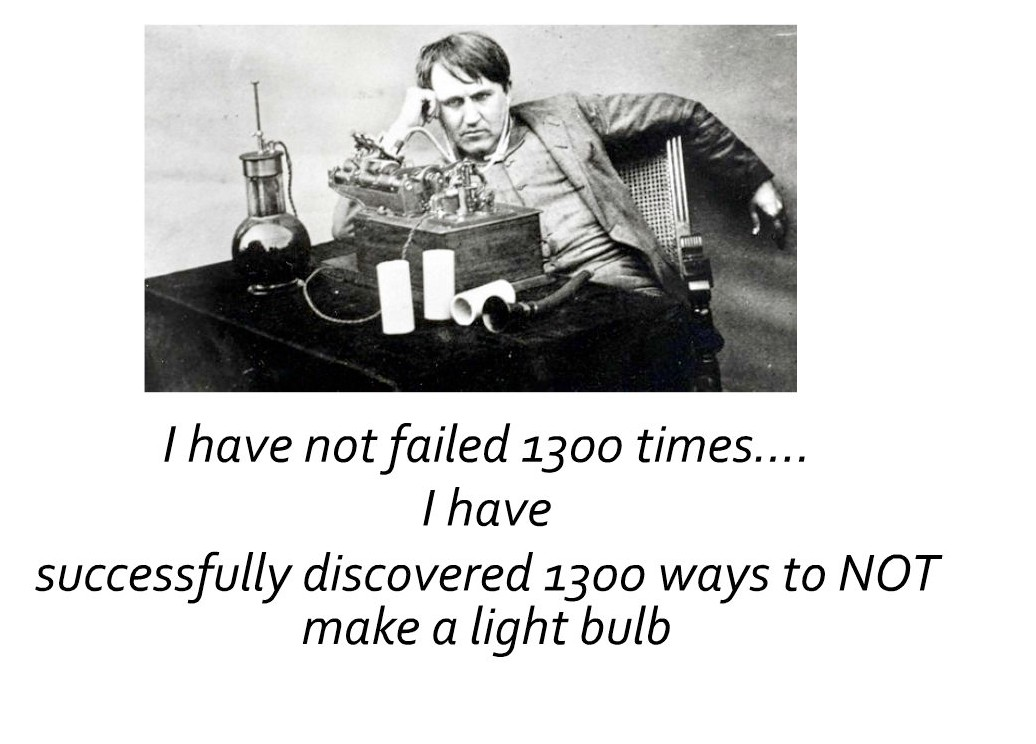 I have not failed 1300 times....
I have
successfully discovered 1300 ways to NOT
make a light bulb